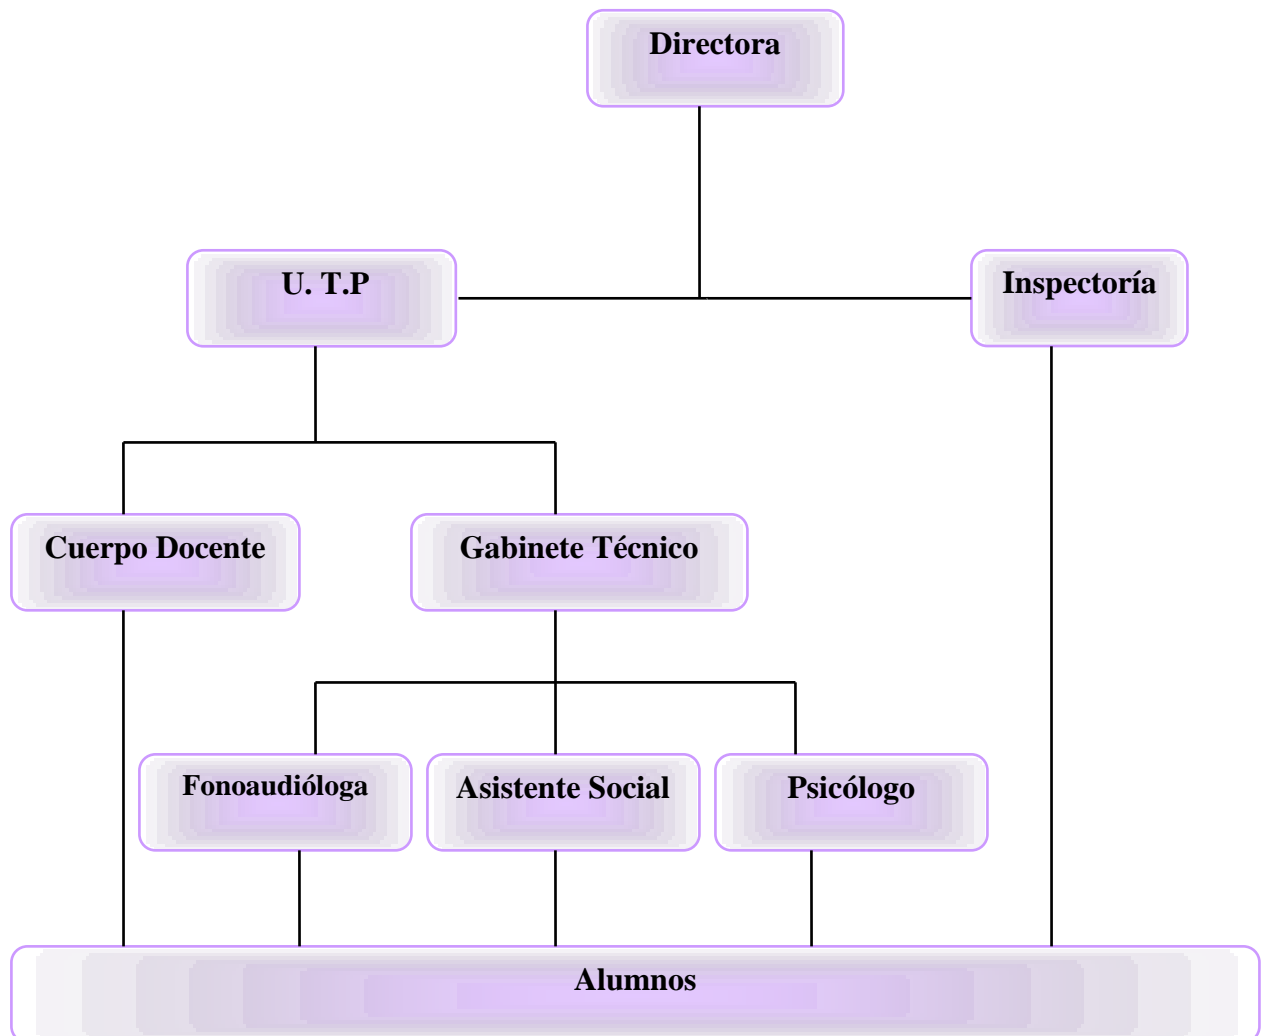 Directora
U. T.P
Inspectoría
Cuerpo Docente
Gabinete Técnico
Fonoaudióloga
Asistente Social
Psicólogo
Alumnos